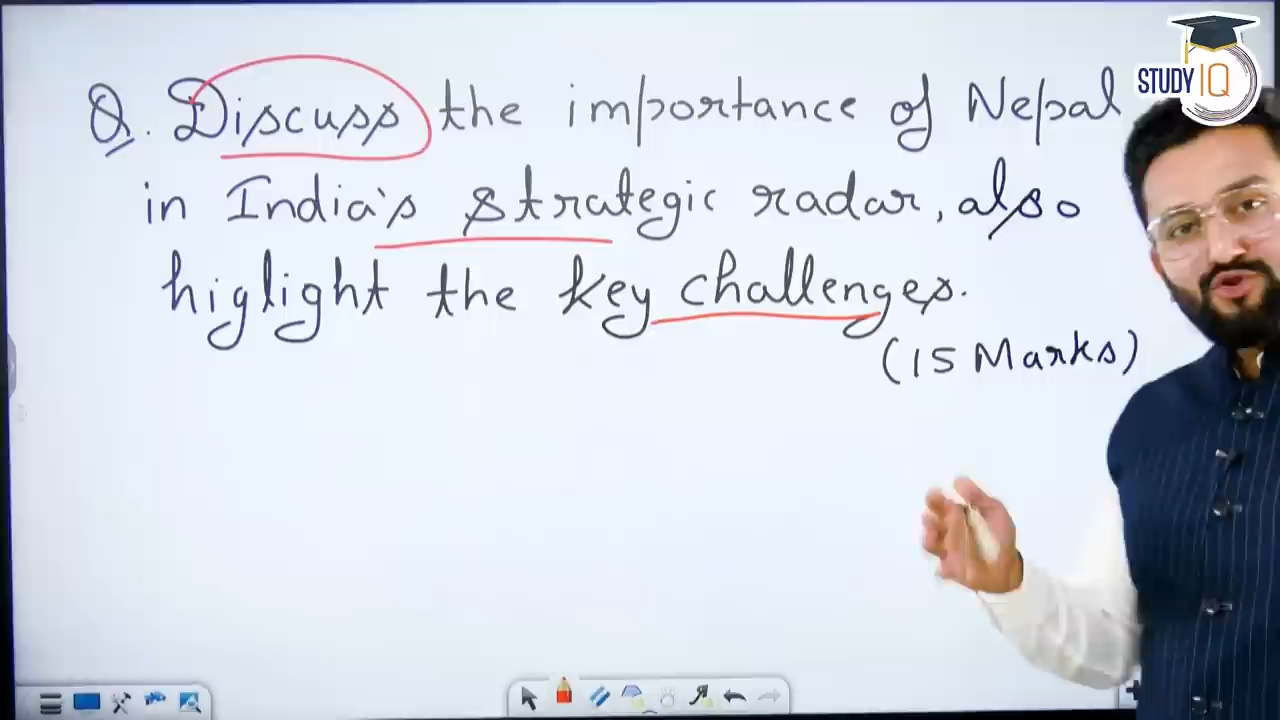 Q. Discuss the importance of Nepal
in India's strategic radar, also
higlight the key challenges.
(15 Marks)
STUDY IQ